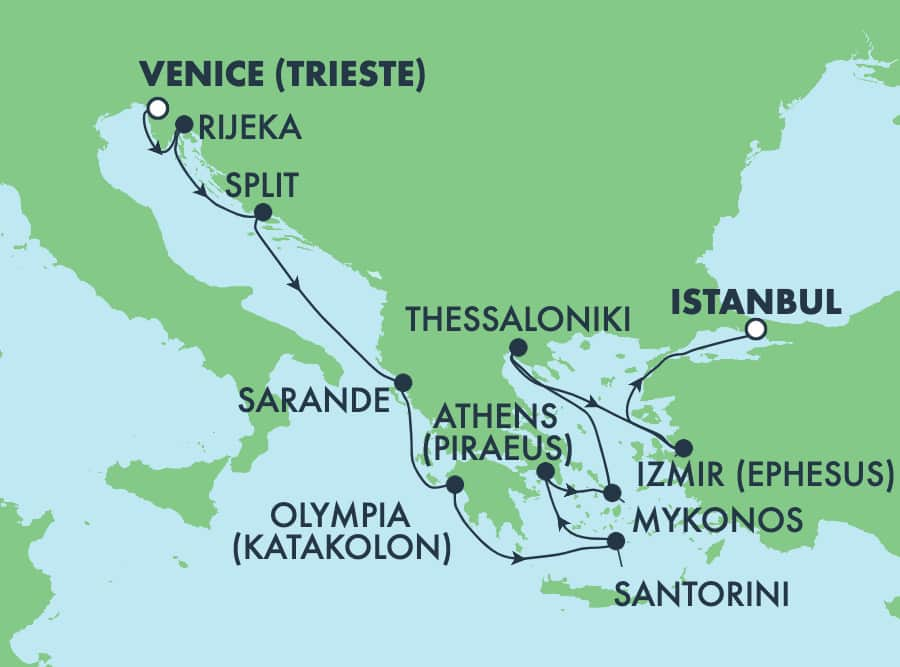 VENICE (TRIESTE)
RIJEKA
SPLIT
ISTANBUL
THESSALONIKI
SARANDE
ATHENS
(PIRAEUS)
IZMIR (EPHESUS)
OLYMPIA
(KATAKOLON)
MYKONOS
SANTORINI